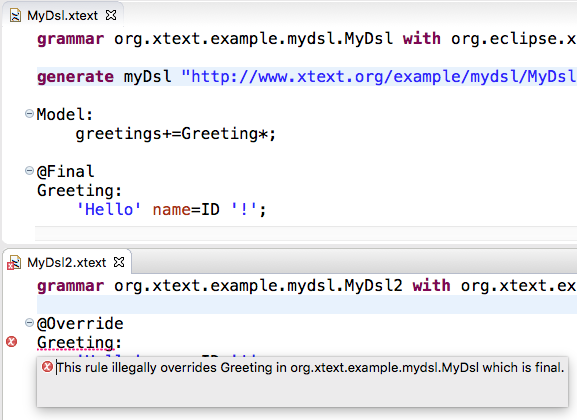 MyDsl.xtext
grammar org.xtext.example.mydsl.MyDsl with org.eclipse.x
generate myDsl "http://www.xtext.org/example/mydsl/MyDsl
Model:
greetings+=Greeting*;
@Final
Greeting:
'Hello' name=ID '!';
MyDsl2.xtext
grammar org.xtext.example.mydsl.MyDsl2 with org.xtext.ex
@Override
Greeting:
This rule illegally overrides Greeting in org.xtext.example.mydsl.MyDsl which is final.